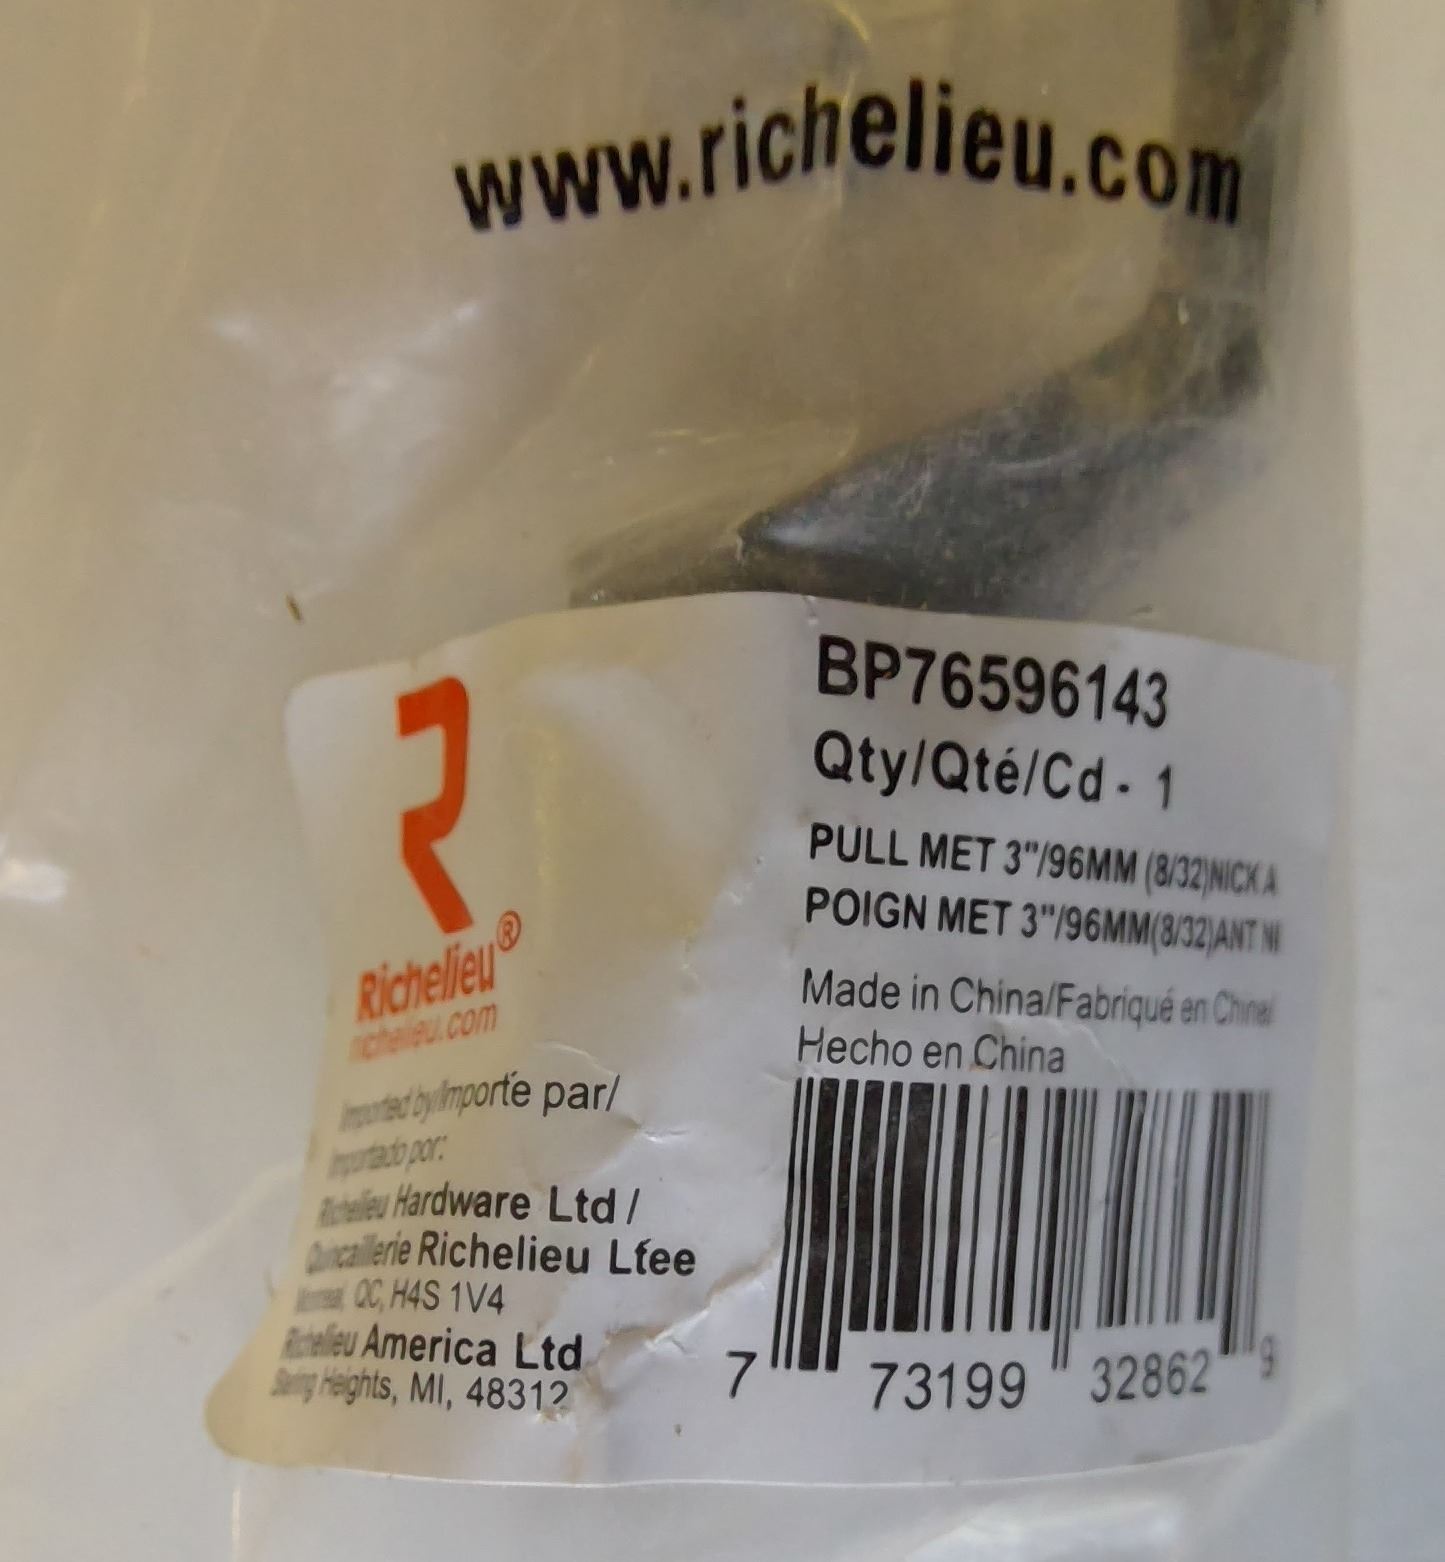 www.richelieu.com
BP76596143
Qty/Qté/Cd - 1
PULL MET 3"/96MM (8/32)NICK A
POIGN MET 3"/96MM(8/32)ANT NI
Made in China/Fabriqué en Chine/
Hecho en China
Richelieu®
richelieu.com
Imported by/Importé par/
Importado por:
Richelieu Hardware Ltd /
Quincaillerie Richelieu Ltee
Montreal, QC, H4S 1V4
Richelieu America Ltd
Sterling Heights, MI, 48312
7 73199 32862 9